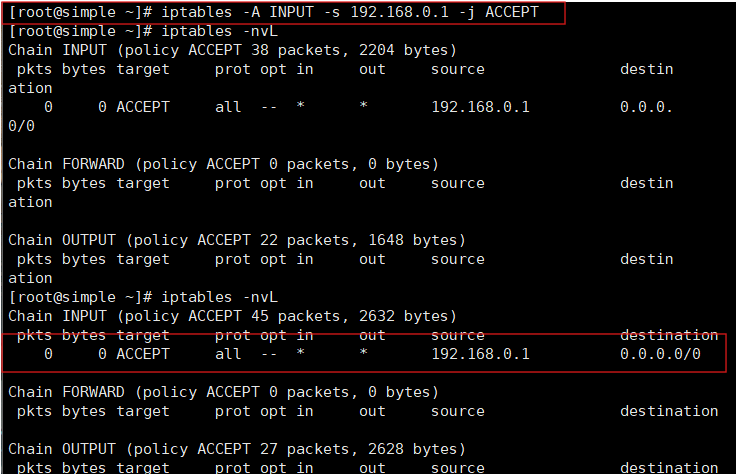 [root@simple ~]# iptables -A INPUT -s 192.168.0.1 -j ACCEPT
[root@simple ~]# iptables -nvL
Chain INPUT (policy ACCEPT 38 packets, 2204 bytes)
 pkts bytes target     prot opt in     out     source               destin
ation
    0     0 ACCEPT     all  --  *      *       192.168.0.1          0.0.0.
0/0

Chain FORWARD (policy ACCEPT 0 packets, 0 bytes)
 pkts bytes target     prot opt in     out     source               destin
ation

Chain OUTPUT (policy ACCEPT 22 packets, 1648 bytes)
 pkts bytes target     prot opt in     out     source               destin
ation
[root@simple ~]# iptables -nvL
Chain INPUT (policy ACCEPT 45 packets, 2632 bytes)
 pkts bytes target     prot opt in     out     source               destination
    0     0 ACCEPT     all  --  *      *       192.168.0.1          0.0.0.0/0

Chain FORWARD (policy ACCEPT 0 packets, 0 bytes)
 pkts bytes target     prot opt in     out     source               destination

Chain OUTPUT (policy ACCEPT 27 packets, 2628 bytes)
 pkts bytes target     prot opt in     out     source               destination